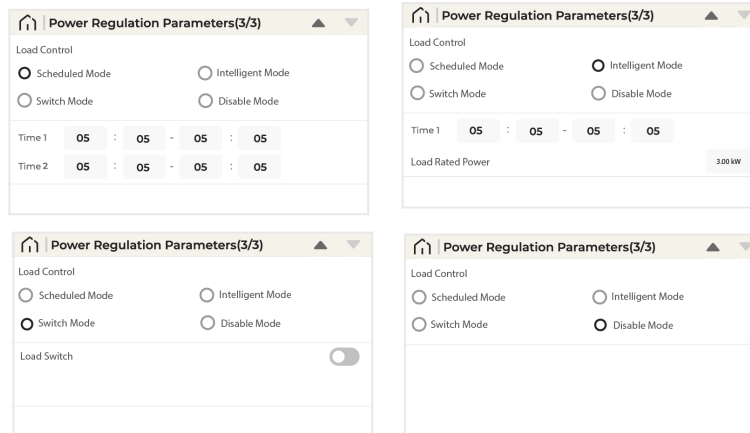 Power Regulation Parameters(3/3)
Load Control
Scheduled Mode Intelligent Mode
Switch Mode Disable Mode
Time 1 05 : 05 - 05 : 05
Time 2 05 : 05 - 05 : 05
Power Regulation Parameters(3/3)
Load Control
Scheduled Mode Intelligent Mode
Switch Mode Disable Mode
Time 1 05 : 05 - 05 : 05
Load Rated Power 3.00 kW
Power Regulation Parameters(3/3)
Load Control
Scheduled Mode Intelligent Mode
Switch Mode Disable Mode
Load Switch
Power Regulation Parameters(3/3)
Load Control
Scheduled Mode Intelligent Mode
Switch Mode Disable Mode